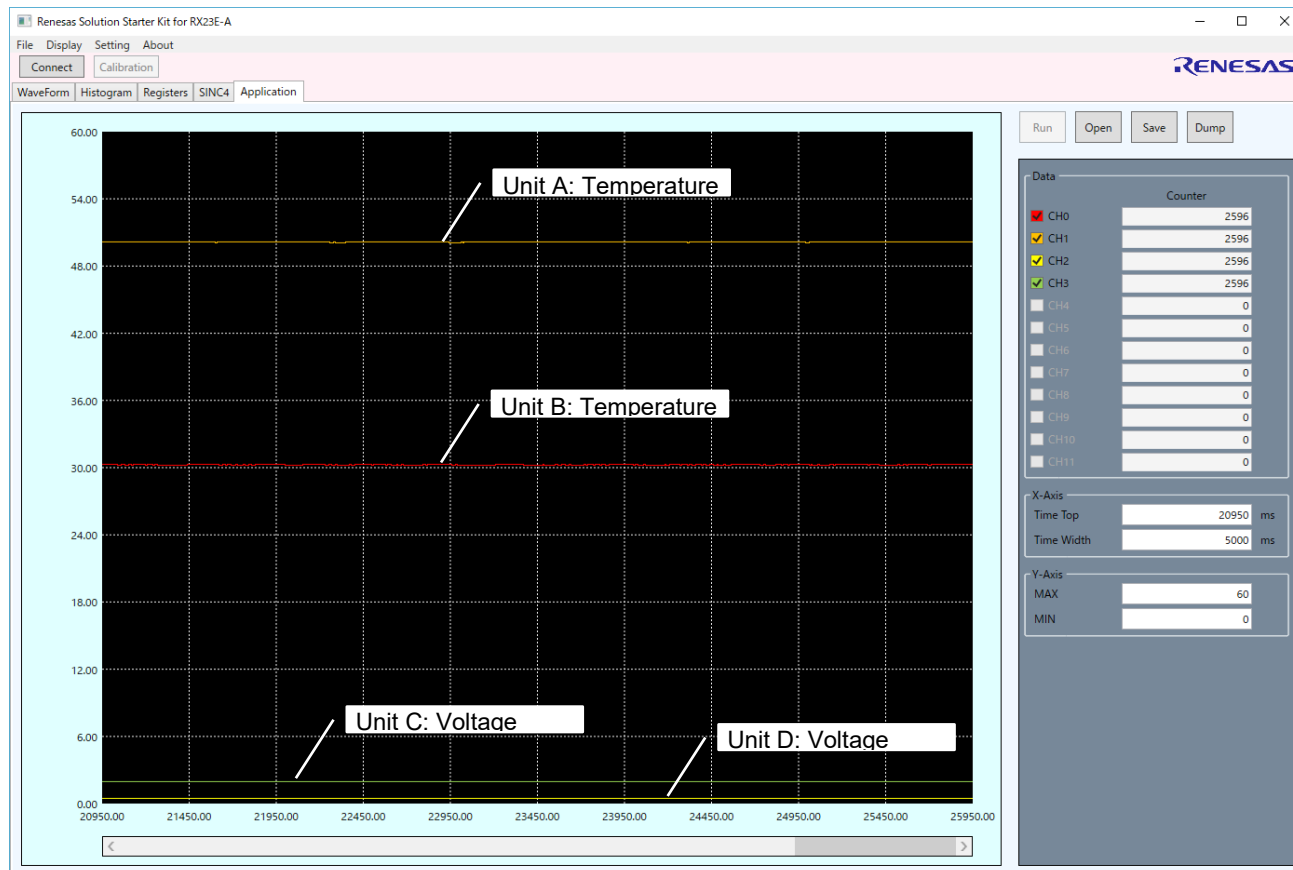 Renesas Solution Starter Kit for RX23E-A
File Display Setting About
Connect Calibration
RENESAS
WaveForm Histogram Registers SINC4 Application
Run Open Save Dump
60.00
54.00
48.00
42.00
36.00
30.00
24.00
18.00
12.00
6.00
0.00
Unit A: Temperature
Unit B: Temperature
Unit C: Voltage
Unit D: Voltage
20950.00 21450.00 21950.00 22450.00 22950.00 23450.00 23950.00 24450.00 24950.00 25450.00 25950.00
Data
Counter
CH0 2596
CH1 2596
CH2 2596
CH3 2596
CH4 0
CH5 0
CH6 0
CH7 0
CH8 0
CH9 0
CH10 0
CH11 0
X-Axis
Time Top 20950 ms
Time Width 5000 ms
Y-Axis
MAX 60
MIN 0